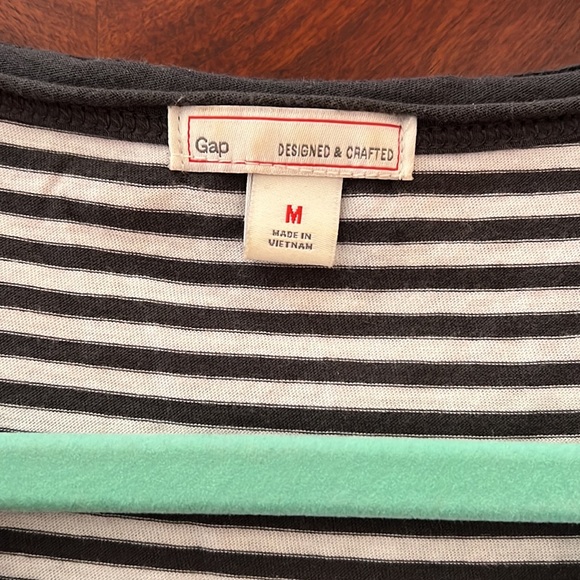 Gap DESIGNED & CRAFTED
M
MADE IN
VIETNAM